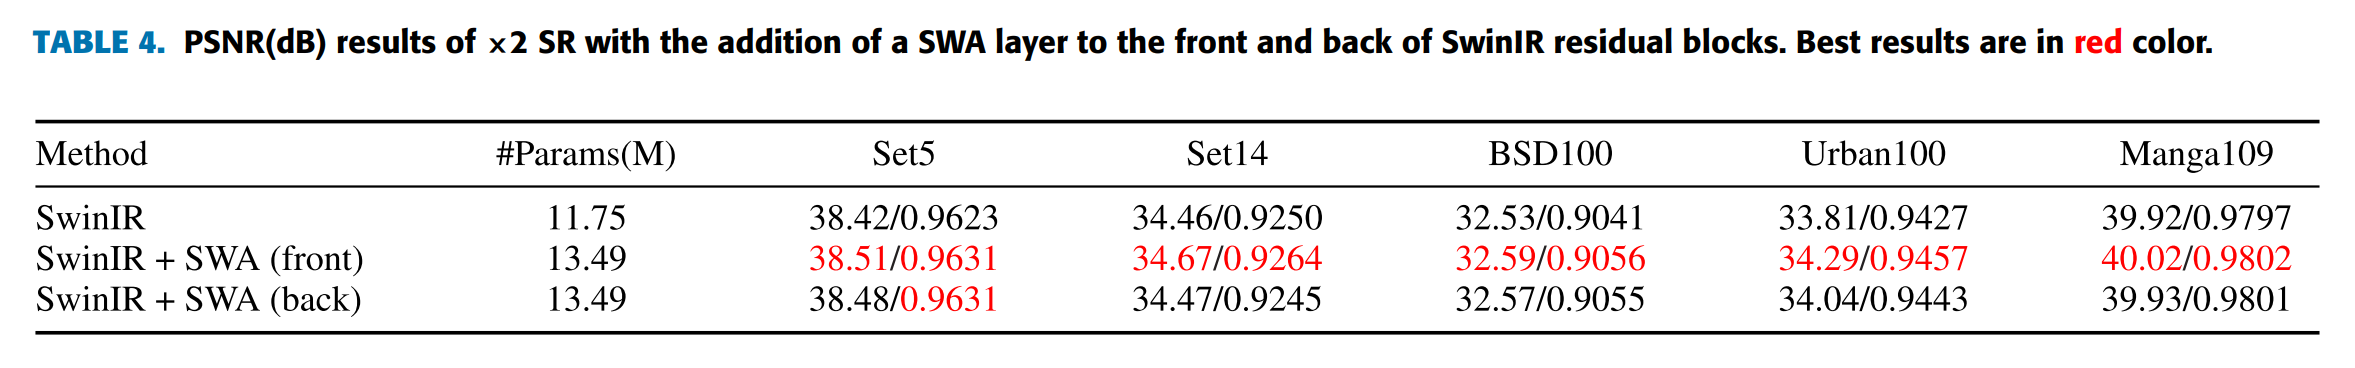 TABLE 4. PSNR(dB) results of ×2 SR with the addition of a SWA layer to the front and back of SwinIR residual blocks. Best results are in red color.
Method #Params(M) Set5 Set14 BSD100 Urban100 Manga109
SwinIR 11.75 38.42/0.9623 34.46/0.9250 32.53/0.9041 33.81/0.9427 39.92/0.9797
SwinIR + SWA (front) 13.49 38.51/0.9631 34.67/0.9264 32.59/0.9056 34.29/0.9457 40.02/0.9802
SwinIR + SWA (back) 13.49 38.48/0.9631 34.47/0.9245 32.57/0.9055 34.04/0.9443 39.93/0.9801